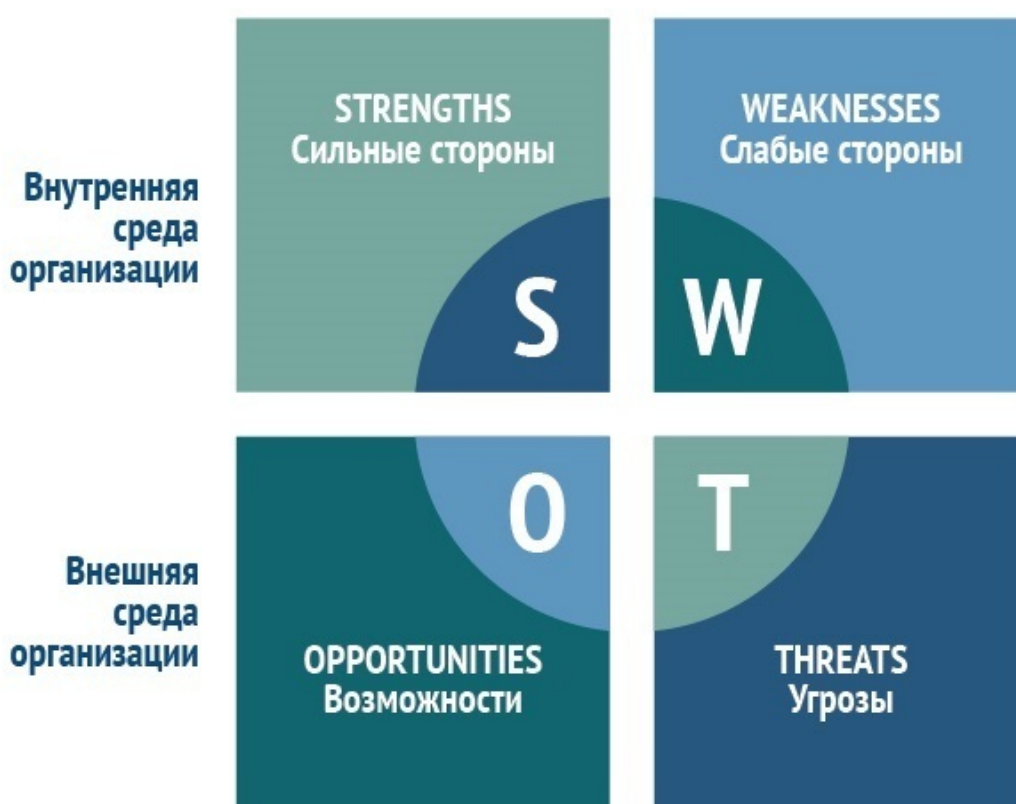 STRENGTHS
Сильные стороны
WEAKNESSES
Слабые стороны
Внутренняя
среда
организации
S
W
O
T
Внешняя
среда
организации
OPPORTUNITIES
Возможности
THREATS
Угрозы